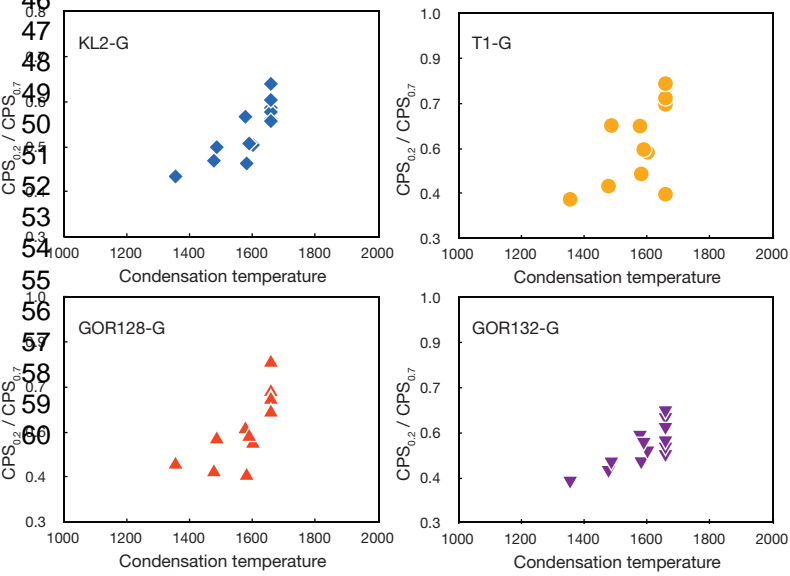 46
0.8
47
KL2-G
48
49
50
51
52
53
0.3
54
1000 1200 1400 1600 1800 2000
Condensation temperature
CPS0.2 / CPS0.7
1.0
T1-G
0.9
0.7
0.6
0.4
0.3
1000 1200 1400 1600 1800 2000
Condensation temperature
CPS0.2 / CPS0.7
55
1.0
56
GOR128-G
57
58
59
60
0.4
0.3
1000 1200 1400 1600 1800 2000
Condensation temperature
CPS0.2 / CPS0.7
1.0
GOR132-G
0.9
0.7
0.6
0.4
0.3
1000 1200 1400 1600 1800 2000
Condensation temperature
CPS0.2 / CPS0.7